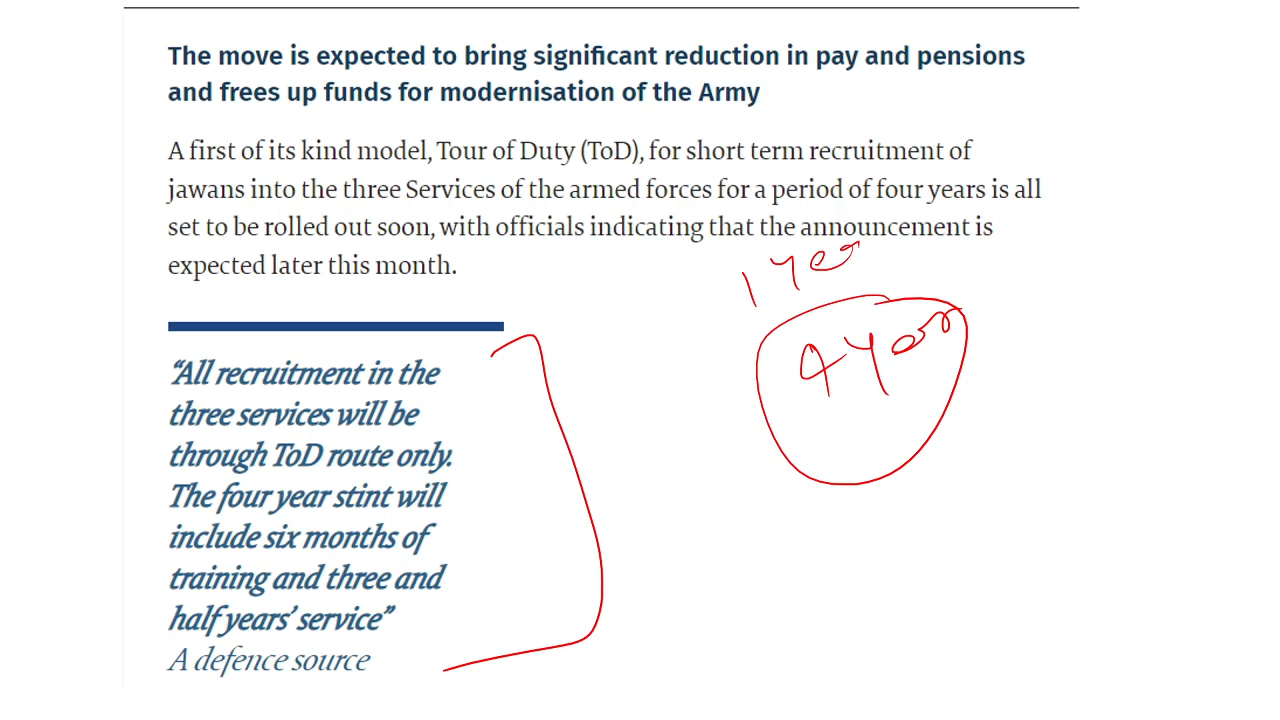 The move is expected to bring significant reduction in pay and pensions
and frees up funds for modernisation of the Army
A first of its kind model, Tour of Duty (ToD), for short term recruitment of
jawans into the three Services of the armed forces for a period of four years is all
set to be rolled out soon, with officials indicating that the announcement is
expected later this month.
1 Year
4 Year
“All recruitment in the
three services will be
through ToD route only.
The four year stint will
include six months of
training and three and
half years’ service”
A defence source